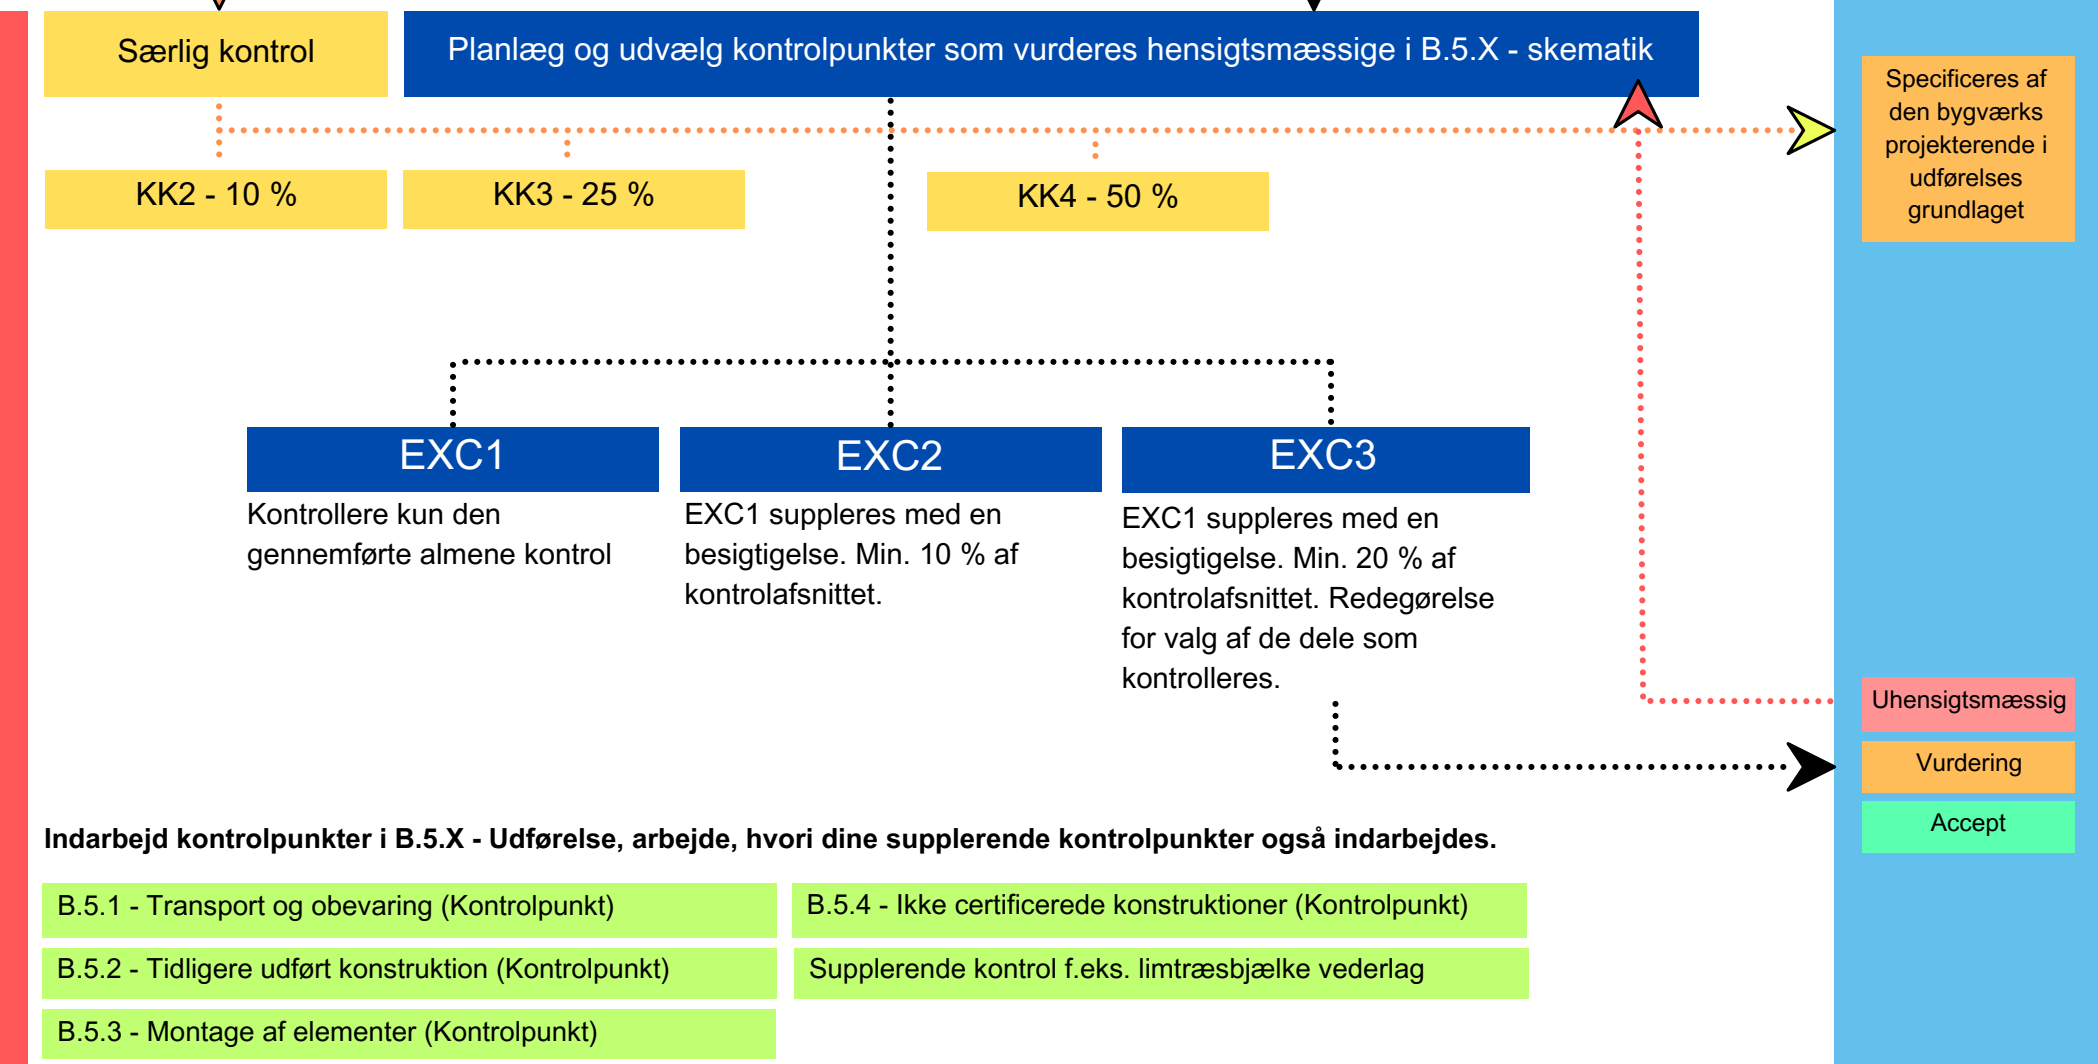 Særlig kontrol
Planlæg og udvælg kontrolpunkter som vurderes hensigtsmæssige i B.5.X - skematik
Specificeres af
den bygværks
projekterende i
udførelses
grundlaget
KK2 - 10 %
KK3 - 25 %
KK4 - 50 %
EXC1
Kontrollere kun den
gennemførte almene kontrol
EXC2
EXC1 suppleres med en
besigtigelse. Min. 10 % af
kontrolafsnittet.
EXC3
EXC1 suppleres med en
besigtigelse. Min. 20 % af
kontrolafsnittet. Redegørelse
for valg af de dele som
kontrolleres.
Uhensigtsmæssig
Vurdering
Accept
Indarbejd kontrolpunkter i B.5.X - Udførelse, arbejde, hvori dine supplerende kontrolpunkter også indarbejdes.
B.5.1 - Transport og obevaring (Kontrolpunkt)
B.5.2 - Tidligere udført konstruktion (Kontrolpunkt)
B.5.3 - Montage af elementer (Kontrolpunkt)
B.5.4 - Ikke certificerede konstruktioner (Kontrolpunkt)
Supplerende kontrol f.eks. limtræsbjælke vederlag